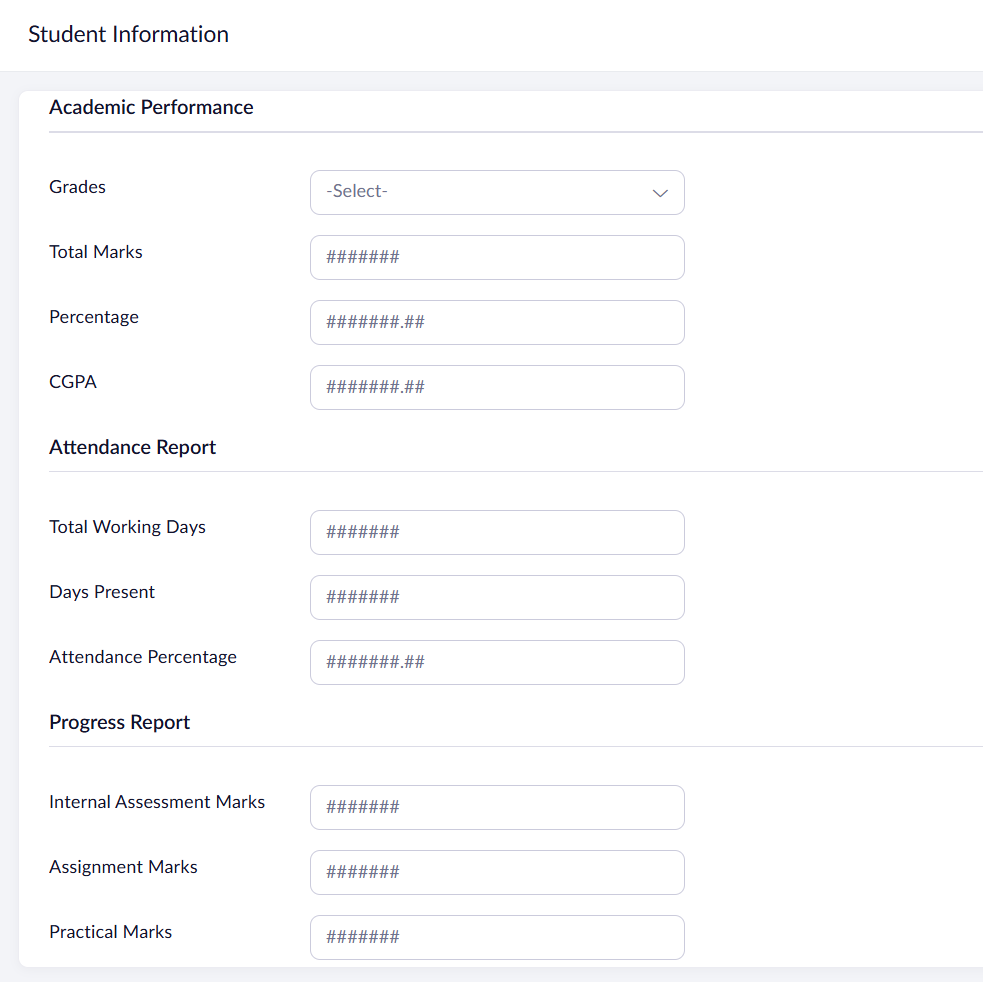 Student Information
Academic Performance
Grades -Select-
Total Marks #######
Percentage #######.##
CGPA #######.##
Attendance Report
Total Working Days #######
Days Present #######
Attendance Percentage #######.##
Progress Report
Internal Assessment Marks #######
Assignment Marks #######
Practical Marks #######